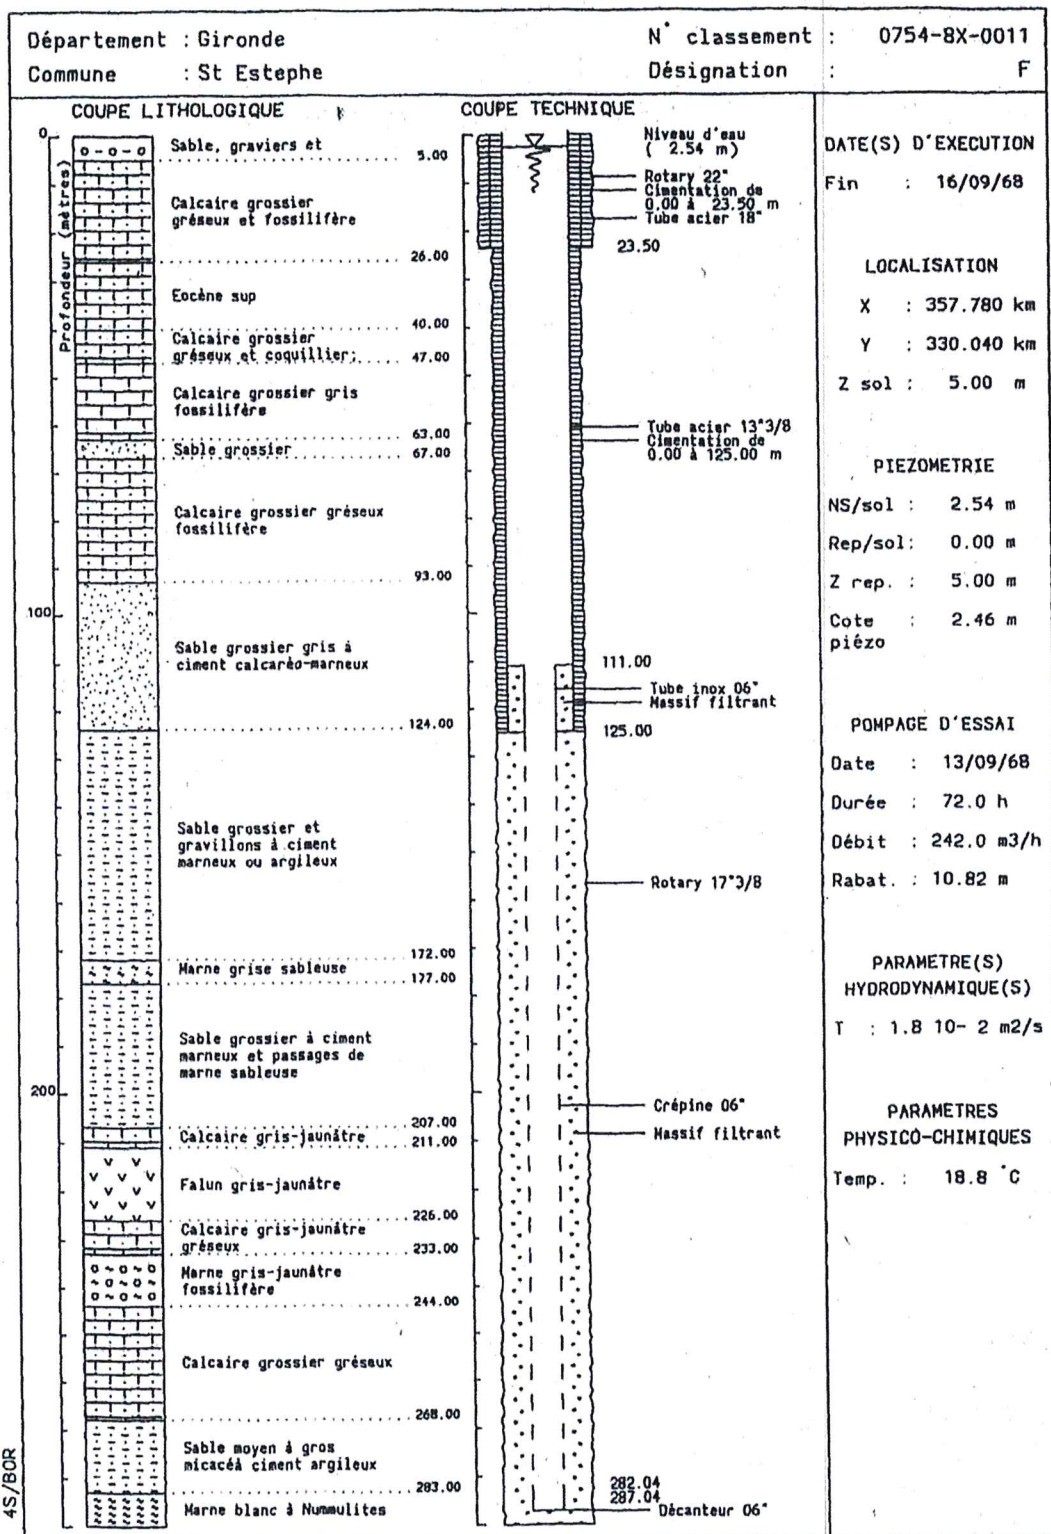 Département : Gironde
N° classement : 0754-8X-0011
Commune : St Estephe
Désignation : F
COUPE LITHOLOGIQUE
COUPE TECHNIQUE
Profondeur (mètres)
0
100
200
Sable, graviers et
5.00
Calcaire grossier
gréseux et fossilifère
26.00
Eocène sup
40.00
Calcaire grossier
gréseux et coquillier;
47.00
Calcaire grossier gris
fossilifère
63.00
Sable grossier
67.00
Calcaire grossier gréseux
fossilifère
93.00
Sable grossier gris à
ciment calcaréo-marneux
124.00
Sable grossier et
gravillons à ciment
marneux ou argileux
172.00
Marne grise sableuse
177.00
Sable grossier à ciment
marneux et passages de
marne sableuse
207.00
Calcaire gris-jaunâtre
211.00
Falun gris-jaunâtre
226.00
Calcaire gris-jaunâtre
gréseux
233.00
Marne gris-jaunâtre
fossilifère
244.00
Calcaire grossier gréseux
268.00
Sable moyen à gros
micacéà ciment argileux
283.00
Marne blanc à Nummulites
Niveau d'eau
( 2.54 m)
Rotary 22"
Cimentation de
0.00 à 23.50 m
Tube acier 18"
23.50
Tube acier 13"3/8
Cimentation de
0.00 à 125.00 m
111.00
Tube inox 06"
Massif filtrant
125.00
Rotary 17"3/8
Crépine 06"
Massif filtrant
282.04
287.04
Décanteur 06"
DATE(S) D'EXECUTION
Fin : 16/09/68
LOCALISATION
X : 357.780 km
Y : 330.040 km
Z sol : 5.00 m
PIEZOMETRIE
NS/sol : 2.54 m
Rep/sol: 0.00 m
Z rep. : 5.00 m
Cote : 2.46 m
piézo
POMPAGE D'ESSAI
Date : 13/09/68
Durée : 72.0 h
Débit : 242.0 m3/h
Rabat. : 10.82 m
PARAMETRE(S)
HYDRODYNAMIQUE(S)
T : 1.8 10- 2 m2/s
PARAMETRES
PHYSICO-CHIMIQUES
Temp. : 18.8 °C
4S/BOR